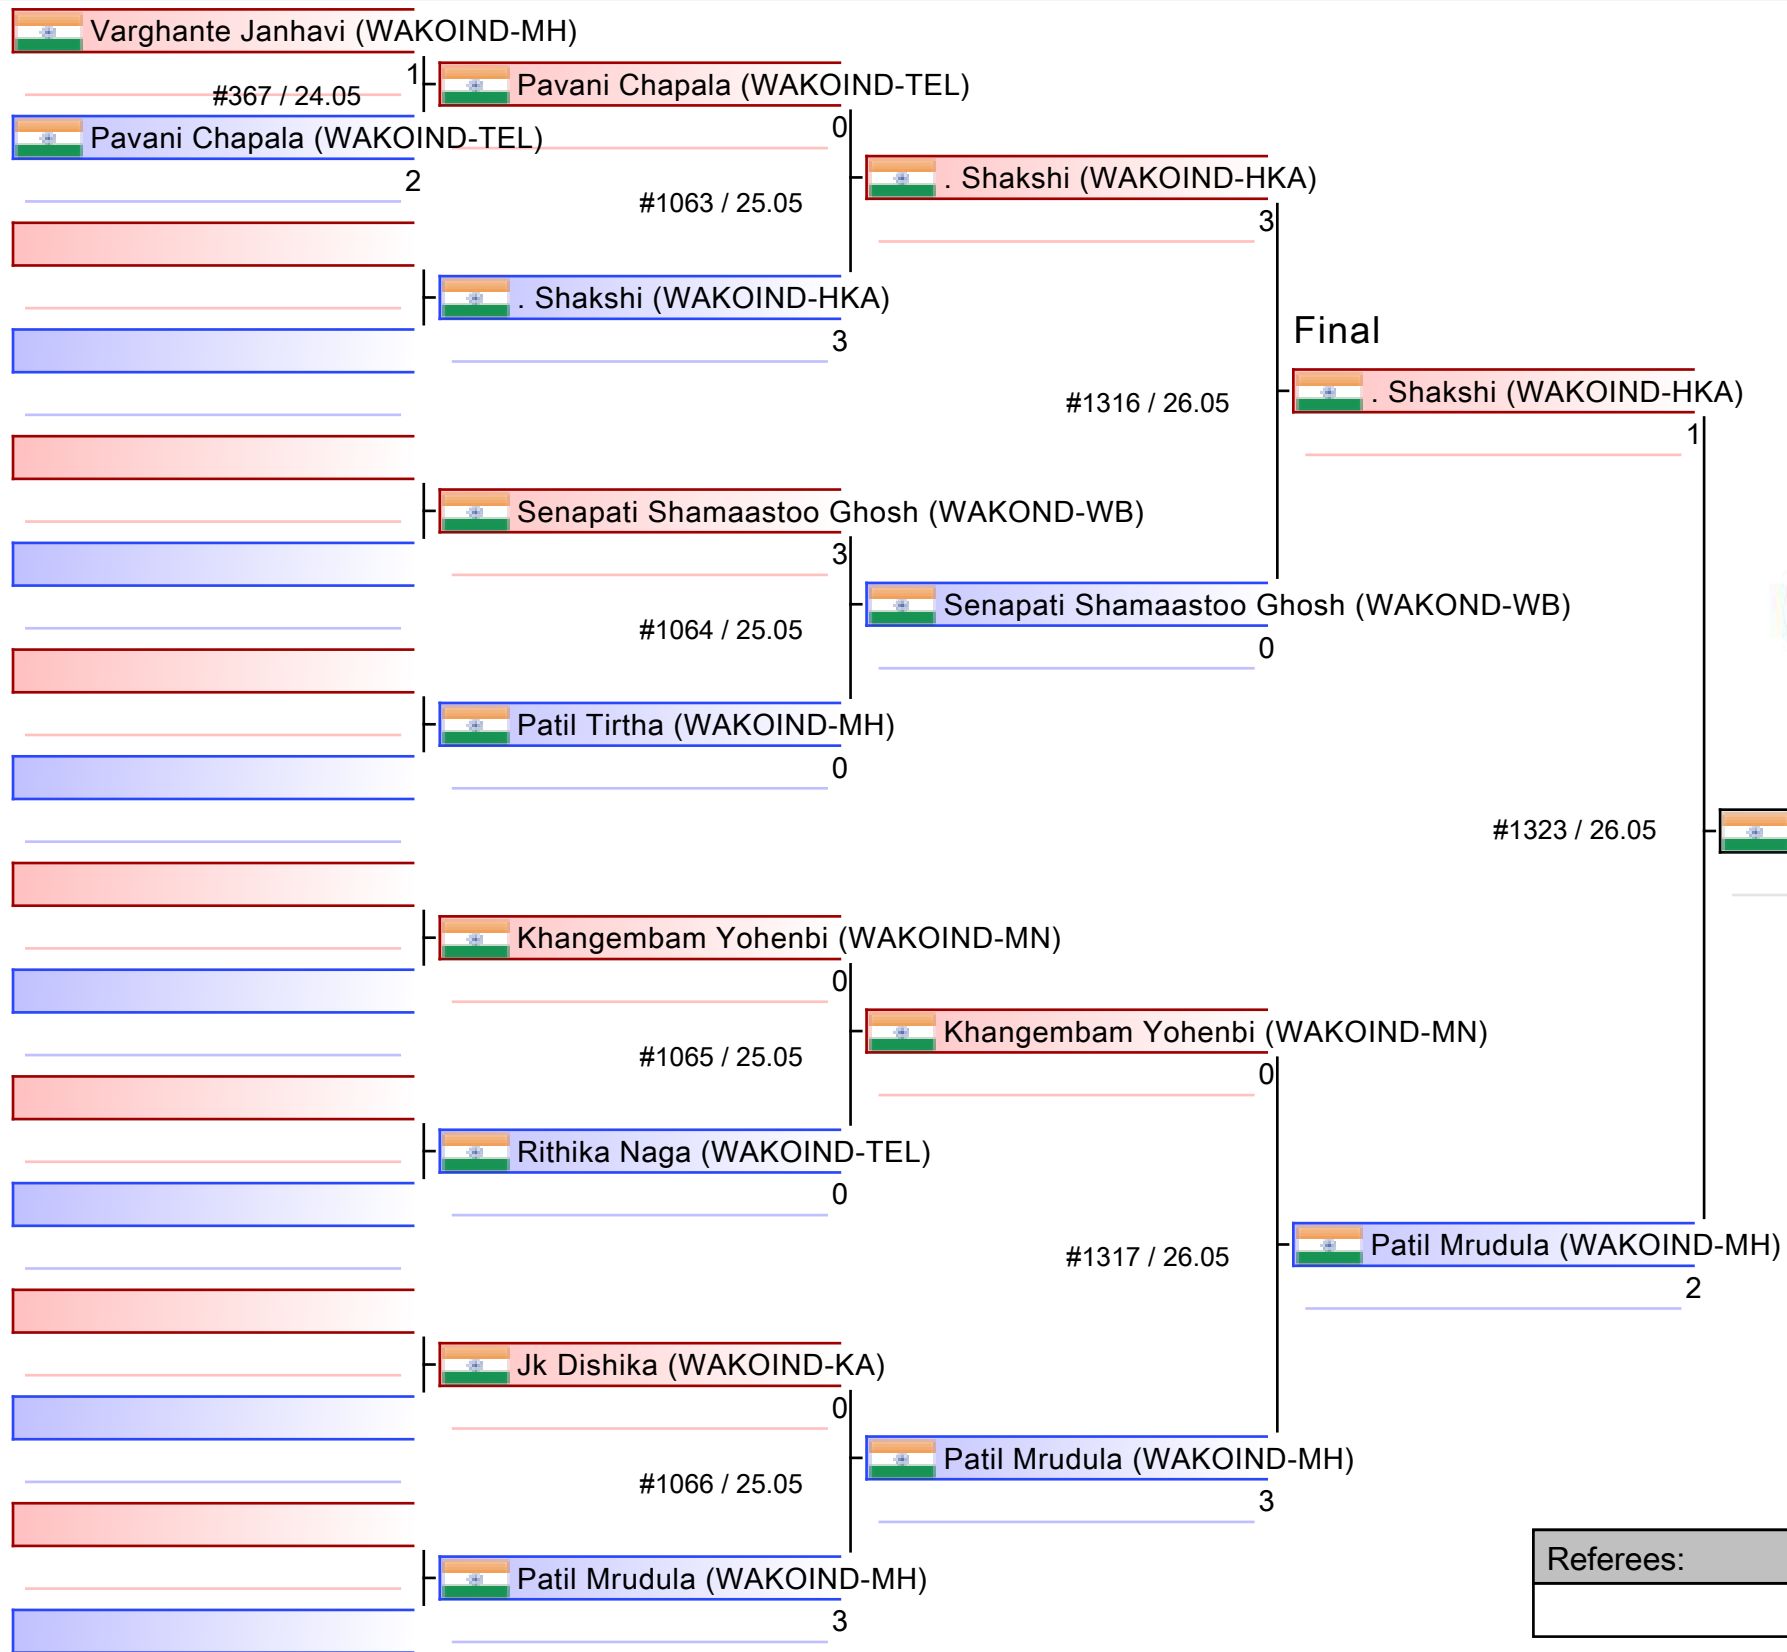 Varghante Janhavi (WAKOIND-MH)
1
#367 / 24.05
Pavani Chapala (WAKOIND-TEL)
2
Pavani Chapala (WAKOIND-TEL)
0
#1063 / 25.05
. Shakshi (WAKOIND-HKA)
3
Senapati Shamaastoo Ghosh (WAKOND-WB)
3
#1064 / 25.05
Patil Tirtha (WAKOIND-MH)
0
Khangembam Yohenbi (WAKOIND-MN)
0
#1065 / 25.05
Rithika Naga (WAKOIND-TEL)
0
Jk Dishika (WAKOIND-KA)
0
#1066 / 25.05
Patil Mrudula (WAKOIND-MH)
3
. Shakshi (WAKOIND-HKA)
3
#1316 / 26.05
Senapati Shamaastoo Ghosh (WAKOND-WB)
0
Khangembam Yohenbi (WAKOIND-MN)
0
#1317 / 26.05
Patil Mrudula (WAKOIND-MH)
3
Final
. Shakshi (WAKOIND-HKA)
1
#1323 / 26.05
Patil Mrudula (WAKOIND-MH)
2
Referees: